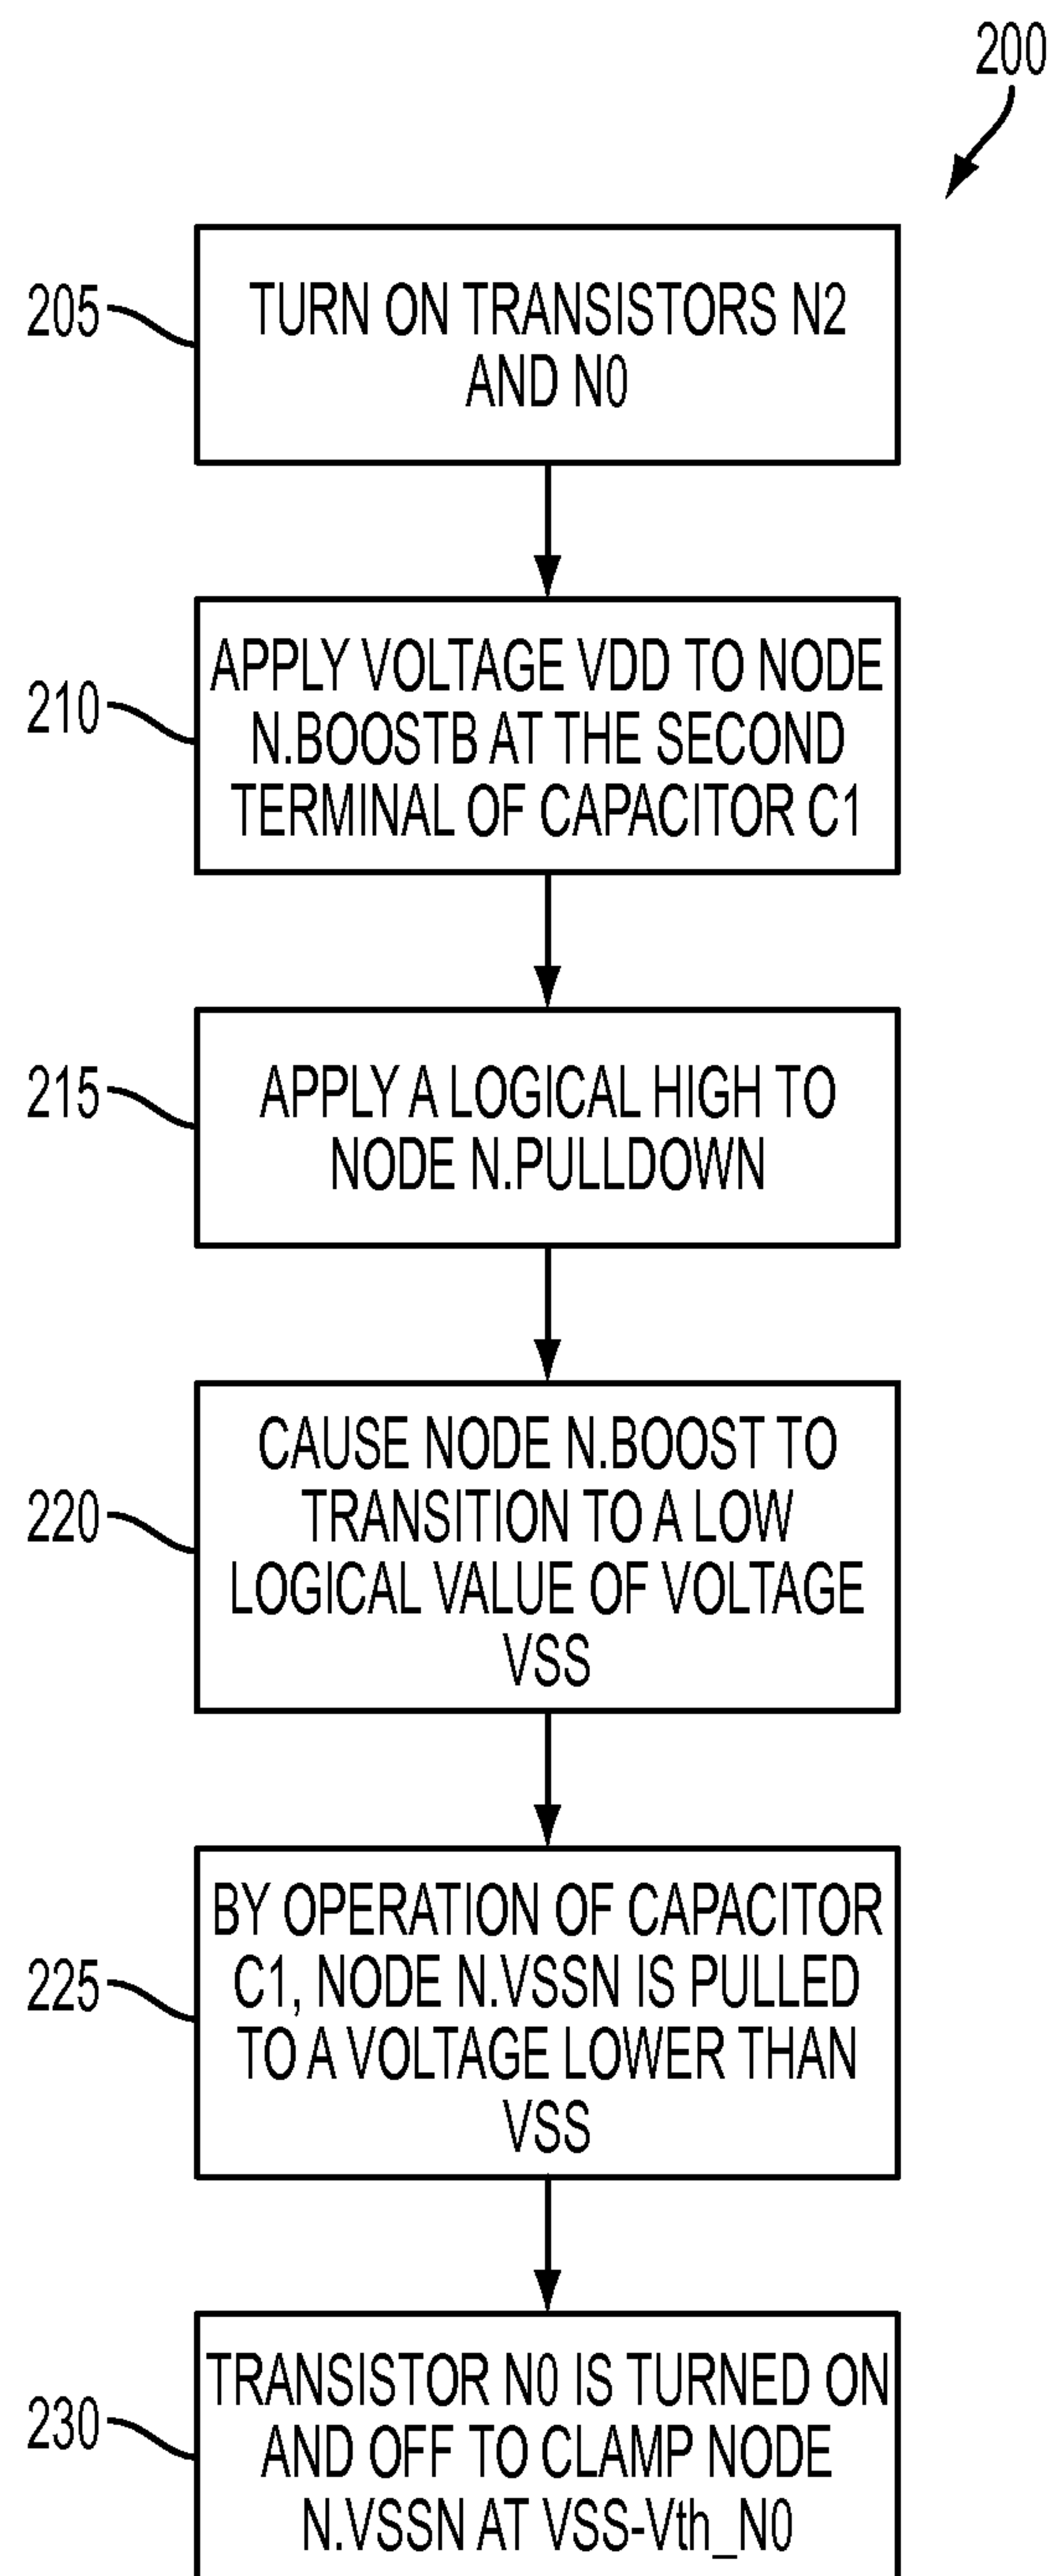 200
205
TURN ON TRANSISTORS N2
AND N0
210
APPLY VOLTAGE VDD TO NODE
N.BOOSTB AT THE SECOND
TERMINAL OF CAPACITOR C1
215
APPLY A LOGICAL HIGH TO
NODE N.PULLDOWN
220
CAUSE NODE N.BOOST TO
TRANSITION TO A LOW
LOGICAL VALUE OF VOLTAGE
VSS
225
BY OPERATION OF CAPACITOR
C1, NODE N.VSSN IS PULLED
TO A VOLTAGE LOWER THAN
VSS
230
TRANSISTOR N0 IS TURNED ON
AND OFF TO CLAMP NODE
N.VSSN AT VSS-Vth_N0